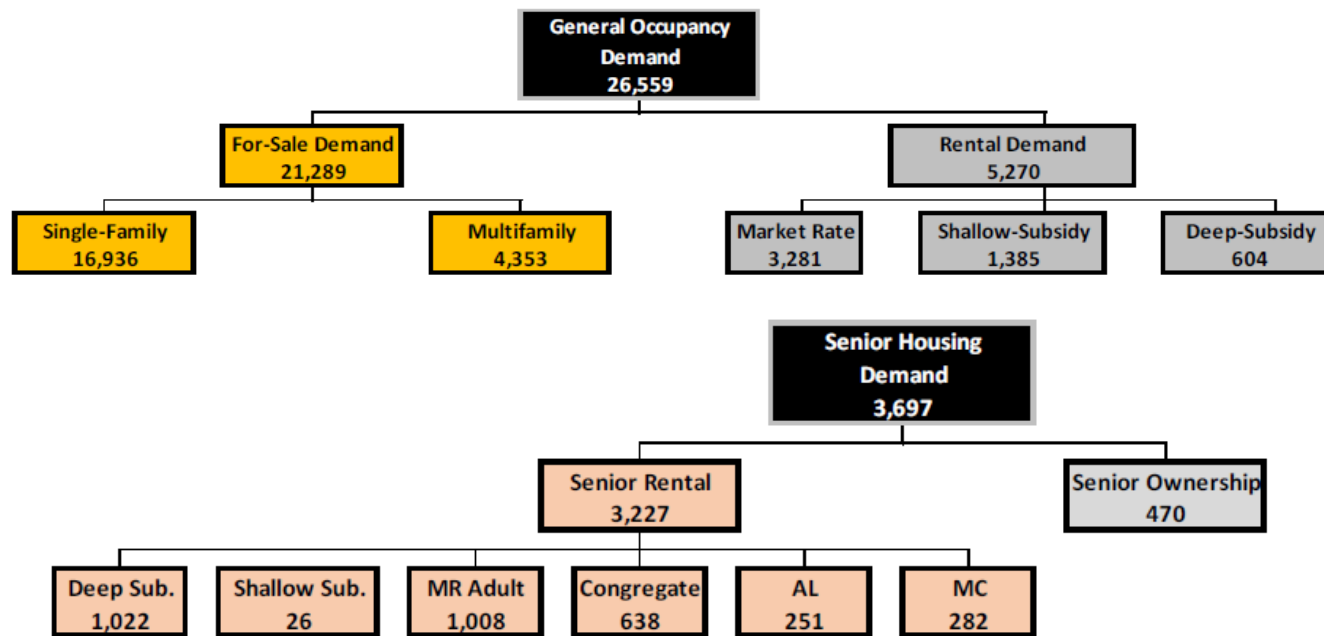 General Occupancy
Demand
26,559
For-Sale Demand
21,289
Rental Demand
5,270
Single-Family
16,936
Multifamily
4,353
Market Rate
3,281
Shallow-Subsidy
1,385
Deep-Subsidy
604
Senior Housing
Demand
3,697
Senior Rental
3,227
Senior Ownership
470
Deep Sub.
1,022
Shallow Sub.
26
MR Adult
1,008
Congregate
638
AL
251
MC
282